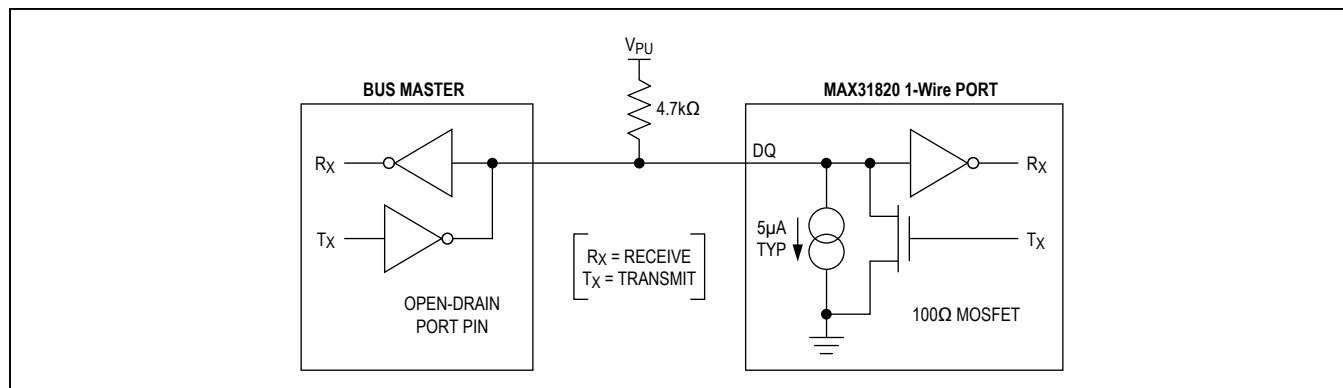 VPU
BUS MASTER
MAX31820 1-Wire PORT
4.7kΩ
RX
DQ
RX
TX
5µA
TYP
TX
RX = RECEIVE
TX = TRANSMIT
OPEN-DRAIN
PORT PIN
100Ω MOSFET